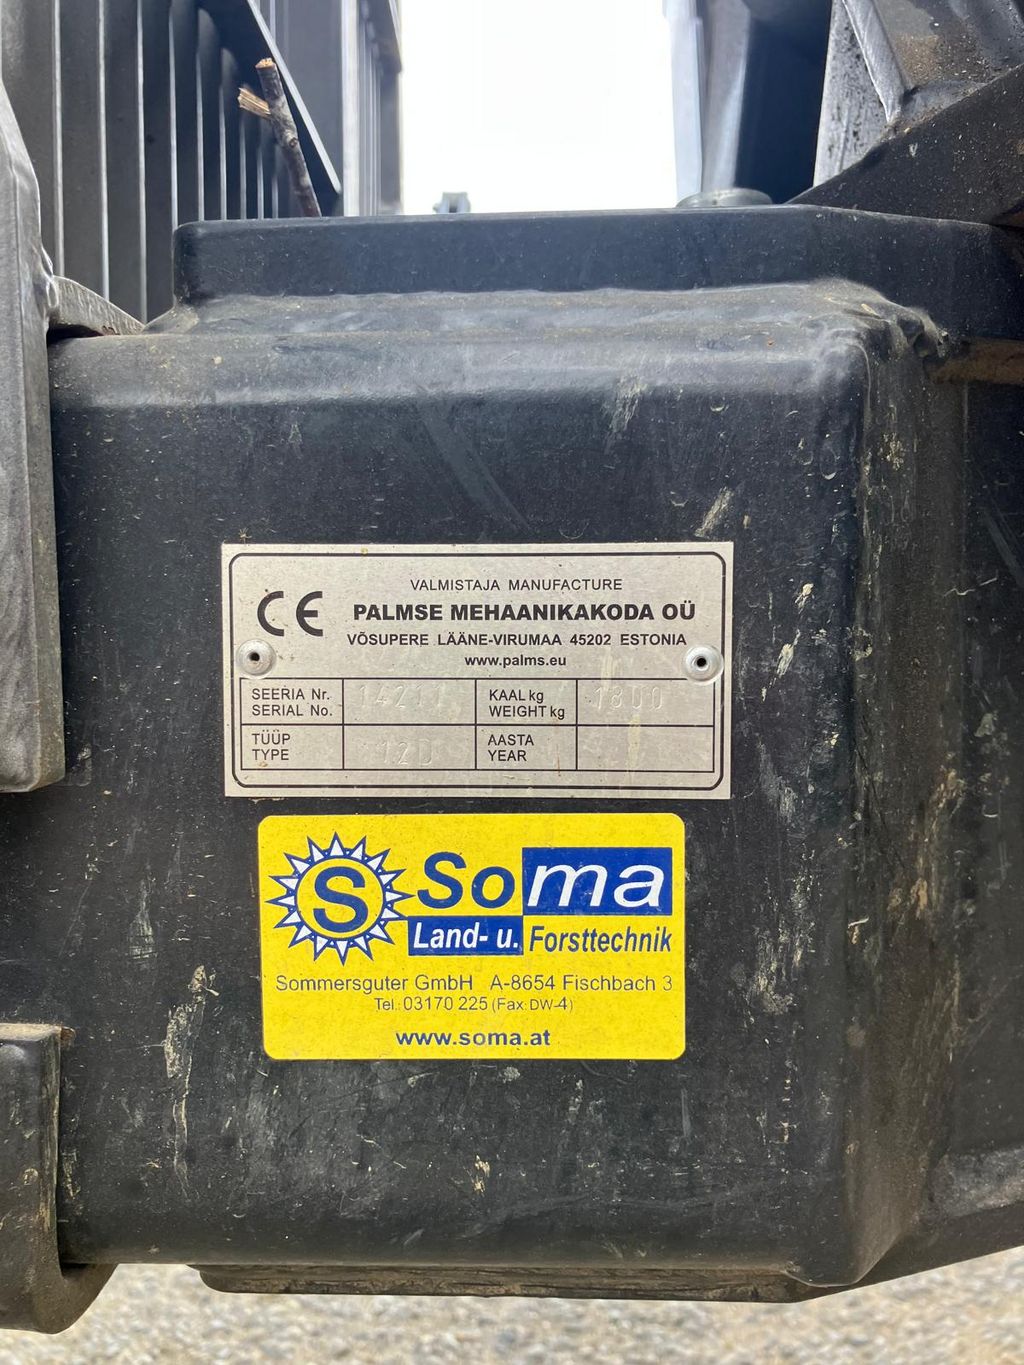 CE
VALMISTAJA MANUFACTURE
PALMSE MEHAANIKAKODA OÜ
VÕSUPERE LÄÄNE-VIRUMAA 45202 ESTONIA
www.palms.eu
SEERIA Nr. 14211 KAAL kg 1800
SERIAL No. WEIGHT kg
TÜÜP 12D AASTA
TYPE YEAR
S Soma
Land- u. Forsttechnik
Sommersguter GmbH A-8654 Fischbach 3
Tel.: 03170 225 (Fax: DW-4)
www.soma.at